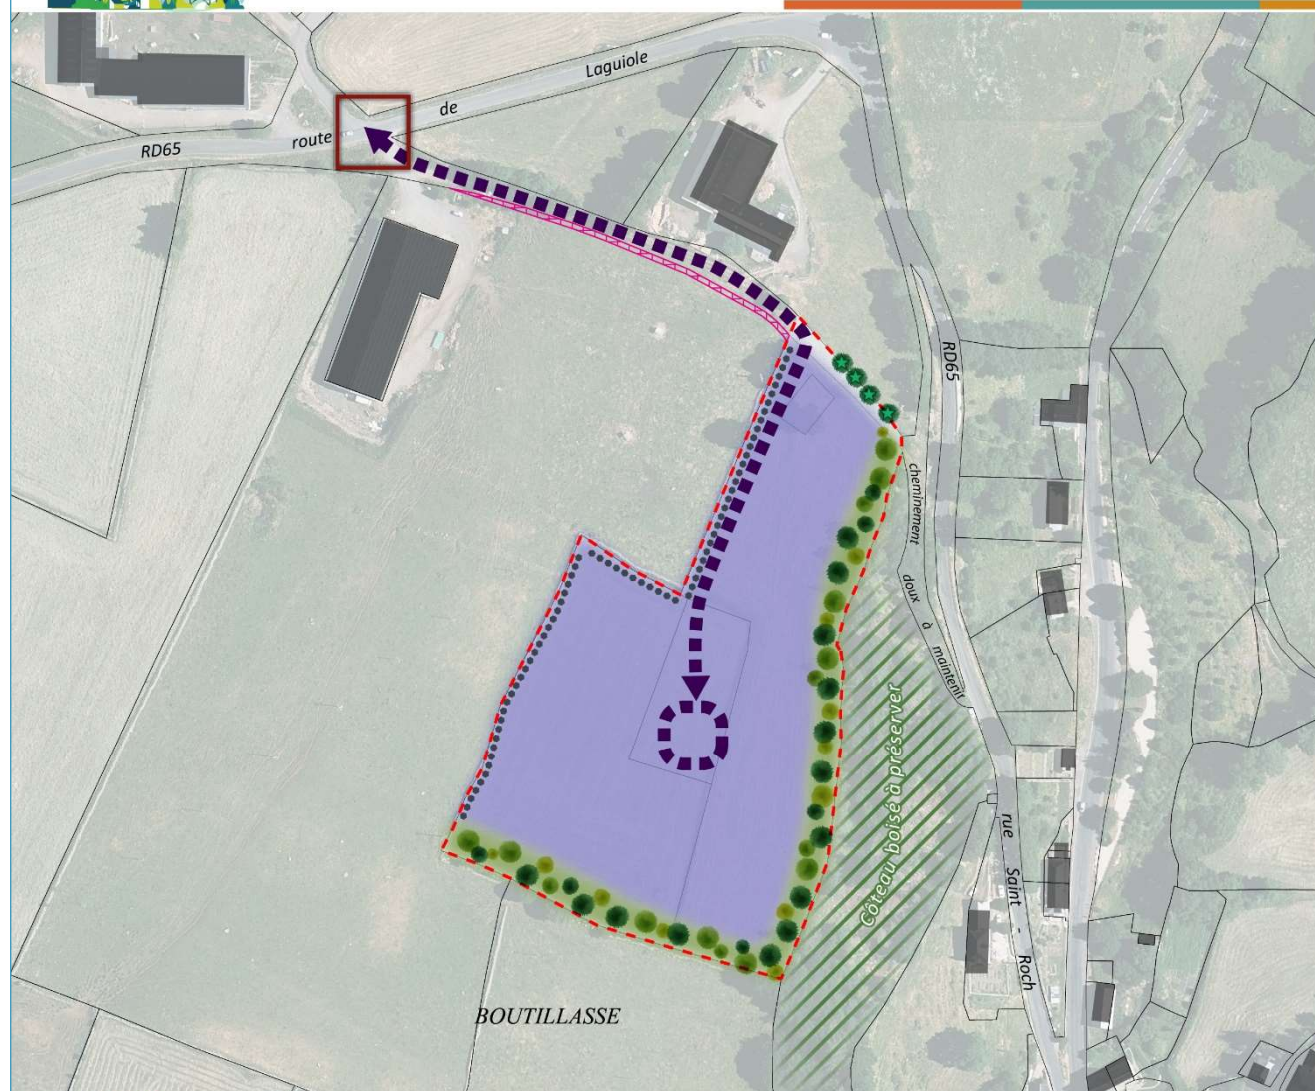 Laguiole
de
route
RD65
RD65
cheminement
doux à
maintenir
Côteau boisé à préserver
rue Saint - Roch
BOUTILLASSE